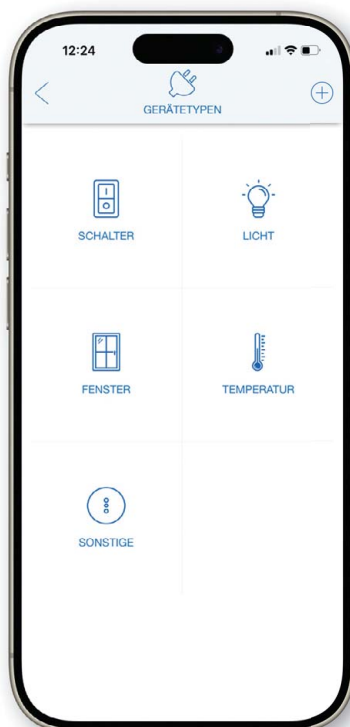 12:24
GERÄTETYPEN
SCHALTER
LICHT
FENSTER
TEMPERATUR
SONSTIGE